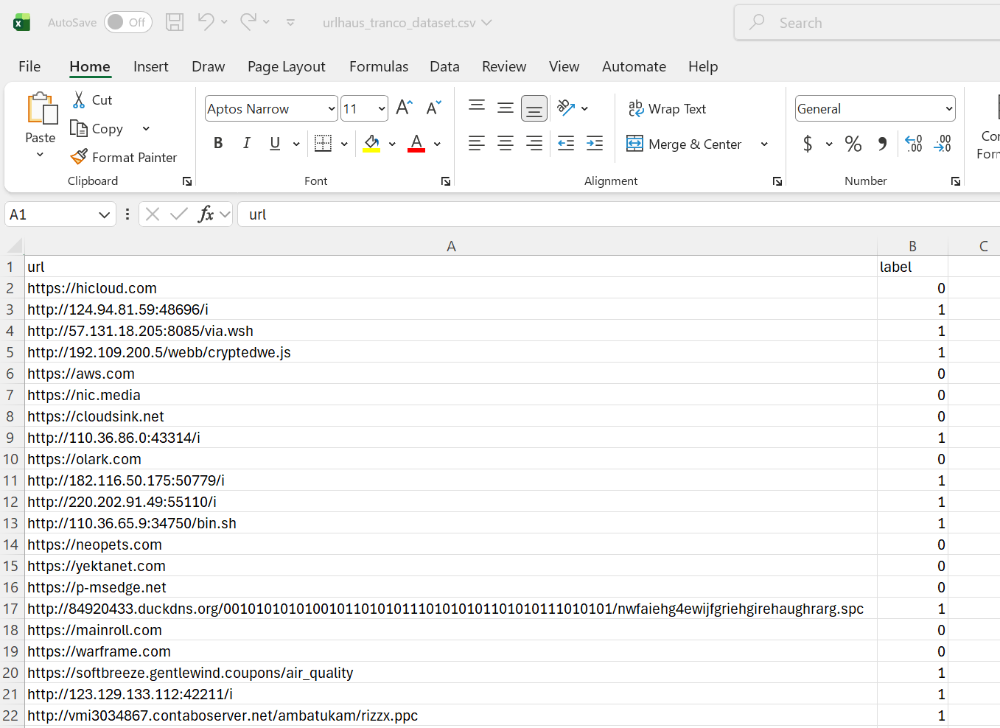 AutoSave Off urlhaus_tranco_dataset.csv Search
File Home Insert Draw Page Layout Formulas Data Review View Automate Help
Paste
Cut
Copy
Format Painter
Clipboard
Aptos Narrow 11 A A
B I U A
Font
ab Wrap Text
Merge & Center
Alignment
General
$ % , .00 .00
Number
Co
Forr
A1 fx url
A B C
1 url label
2 https://hicloud.com 0
3 http://124.94.81.59:48696/i 1
4 http://57.131.18.205:8085/via.wsh 1
5 http://192.109.200.5/webb/cryptedwe.js 1
6 https://aws.com 0
7 https://nic.media 0
8 https://cloudsink.net 0
9 http://110.36.86.0:43314/i 1
10 https://olark.com 0
11 http://182.116.50.175:50779/i 1
12 http://220.202.91.49:55110/i 1
13 http://110.36.65.9:34750/bin.sh 1
14 https://neopets.com 0
15 https://yektanet.com 0
16 https://p-msedge.net 0
17 http://84920433.duckdns.org/001010101010010110101011101010101101010111010101/nwfaiehg4ewijfgriehgirehaughrarg.spc 1
18 https://mainroll.com 0
19 https://warframe.com 0
20 https://softbreeze.gentlewind.coupons/air_quality 1
21 http://123.129.133.112:42211/i 1
22 http://vmi3034867.contaboserver.net/ambatukam/rizzx.ppc 1